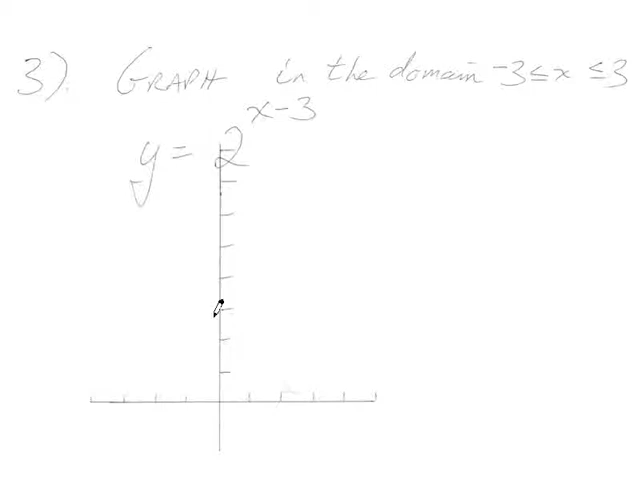 3). GRAPH in the domain -3 ≤ x ≤ 3
y = 2^{x-3}